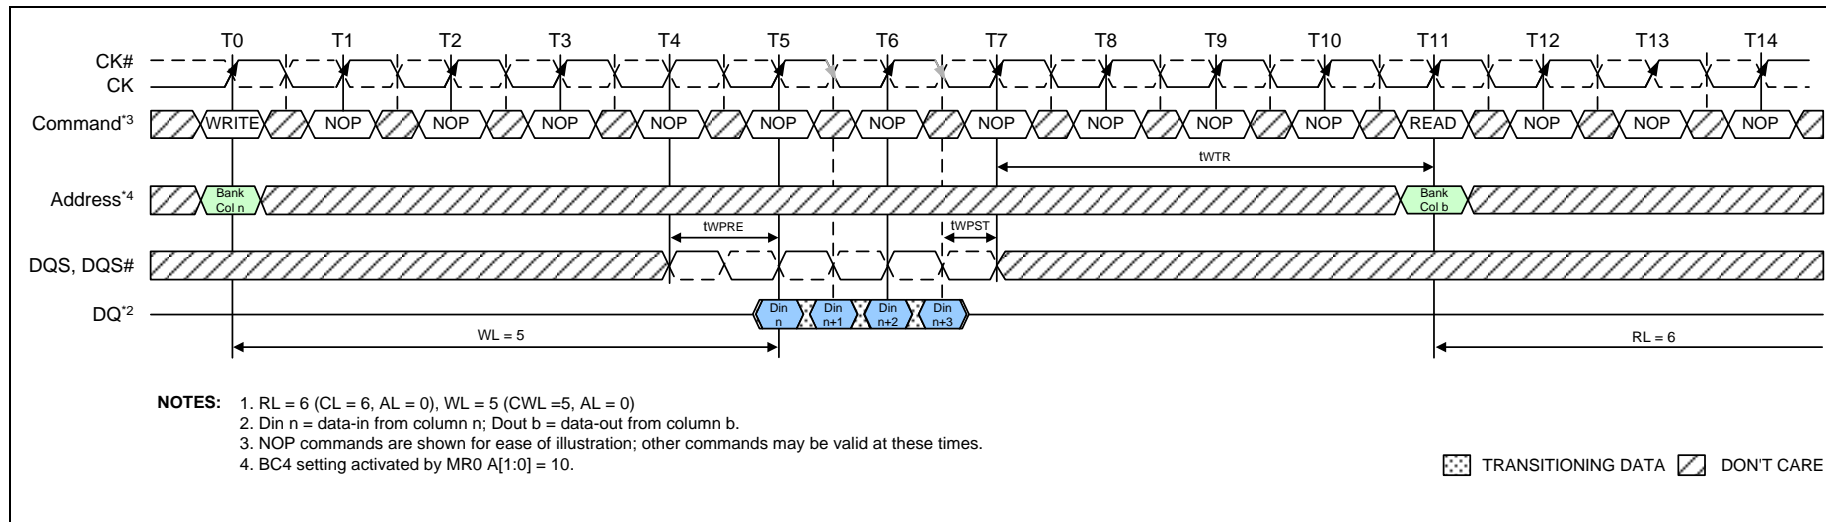 T0 T1 T2 T3 T4 T5 T6 T7 T8 T9 T10 T11 T12 T13 T14
CK#
CK
Command*3 WRITE NOP NOP NOP NOP NOP NOP NOP NOP NOP NOP READ NOP NOP NOP
tWTR
Address*4 Bank Col n Bank Col b
tWPRE tWPST
DQS, DQS#
DQ*2 Din n Din n+1 Din n+2 Din n+3
WL = 5 RL = 6
NOTES: 1. RL = 6 (CL = 6, AL = 0), WL = 5 (CWL =5, AL = 0)
2. Din n = data-in from column n; Dout b = data-out from column b.
3. NOP commands are shown for ease of illustration; other commands may be valid at these times.
4. BC4 setting activated by MR0 A[1:0] = 10.
TRANSITIONING DATA DON'T CARE